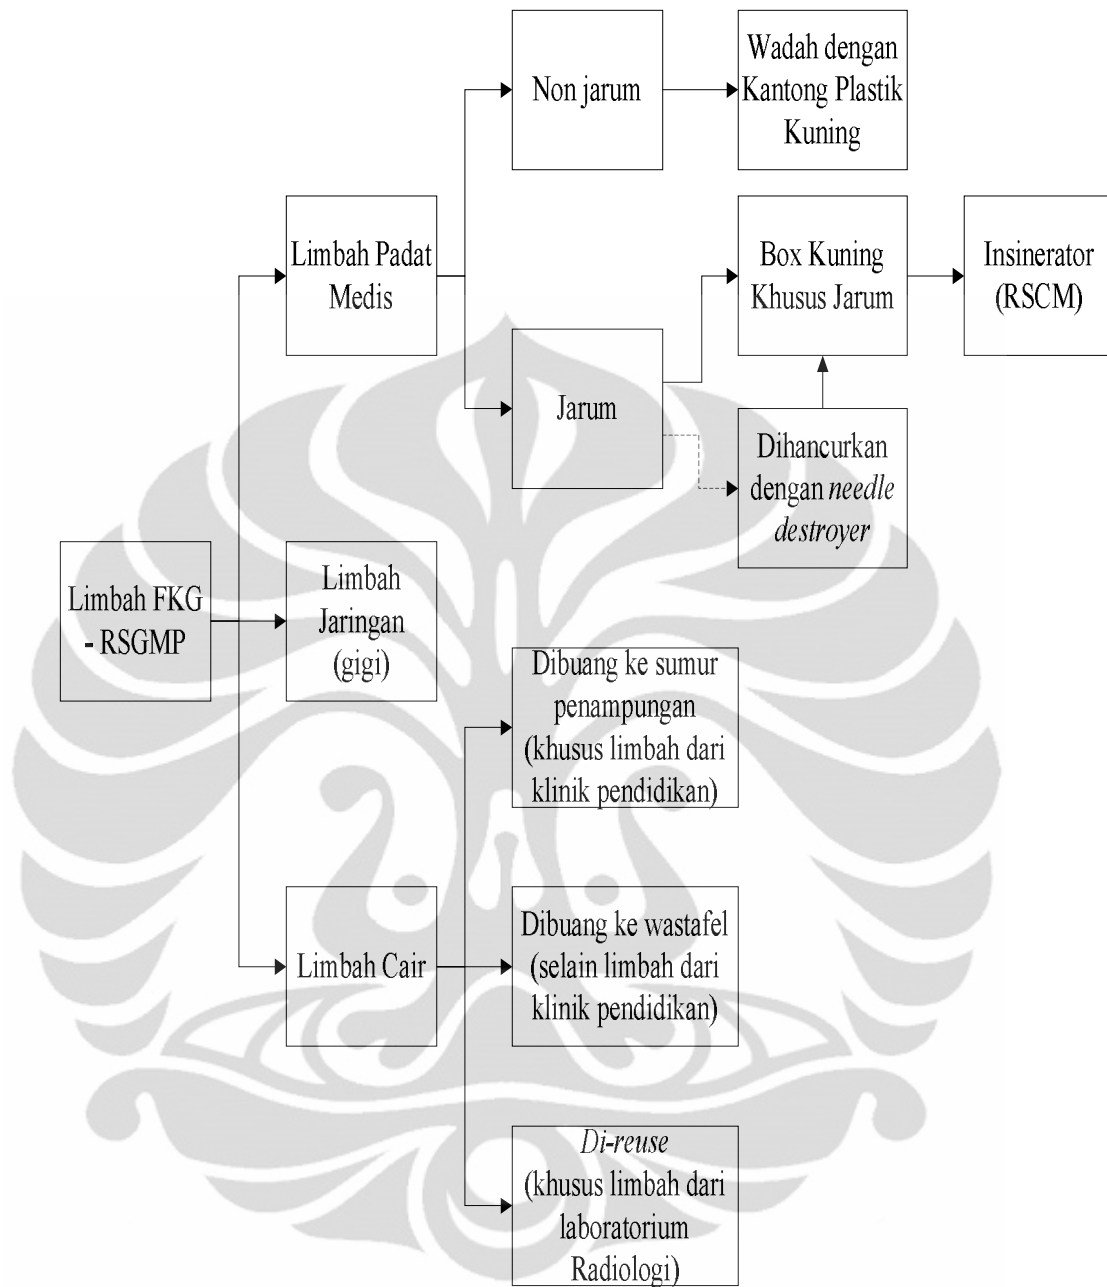 Non jarum
Wadah dengan
Kantong Plastik
Kuning
Limbah Padat
Medis
Box Kuning
Khusus Jarum
Insinerator
(RSCM)
Jarum
Dihancurkan
dengan needle
destroyer
Limbah FKG
- RSGMP
Limbah
Jaringan
(gigi)
Dibuang ke sumur
penampungan
(khusus limbah dari
klinik pendidikan)
Limbah Cair
Dibuang ke wastafel
(selain limbah dari
klinik pendidikan)
Di-reuse
(khusus limbah dari
laboratorium
Radiologi)